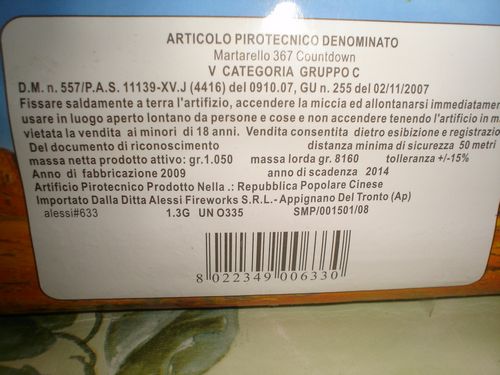 ARTICOLO PIROTECNICO DENOMINATO
Martarello 367 Countdown
V CATEGORIA GRUPPO C
D.M. n. 557/P.A.S. 11139-XV.J (4416) del 0910.07, GU n. 255 del 02/11/2007
Fissare saldamente a terra l'artifizio, accendere la miccia ed allontanarsi immediatamen
usare in luogo aperto lontano da persone e cose e non accendere tenendo l'artificio in m
vietata la vendita ai minori di 18 anni. Vendita consentita dietro esibizione e registrazio
Del documento di riconoscimento distanza minima di sicurezza 50 metri
massa netta prodotto attivo: gr.1.050 massa lorda gr. 8160 tolleranza +/-15%
Anno di fabbricazione 2009 anno di scadenza 2014
Artificio Pirotecnico Prodotto Nella .: Repubblica Popolare Cinese
Importato Dalla Ditta Alessi Fireworks S.R.L.- Appignano Del Tronto (Ap)
alessi#633 1.3G UN O335 SMP/001501/08
8 022349 006330